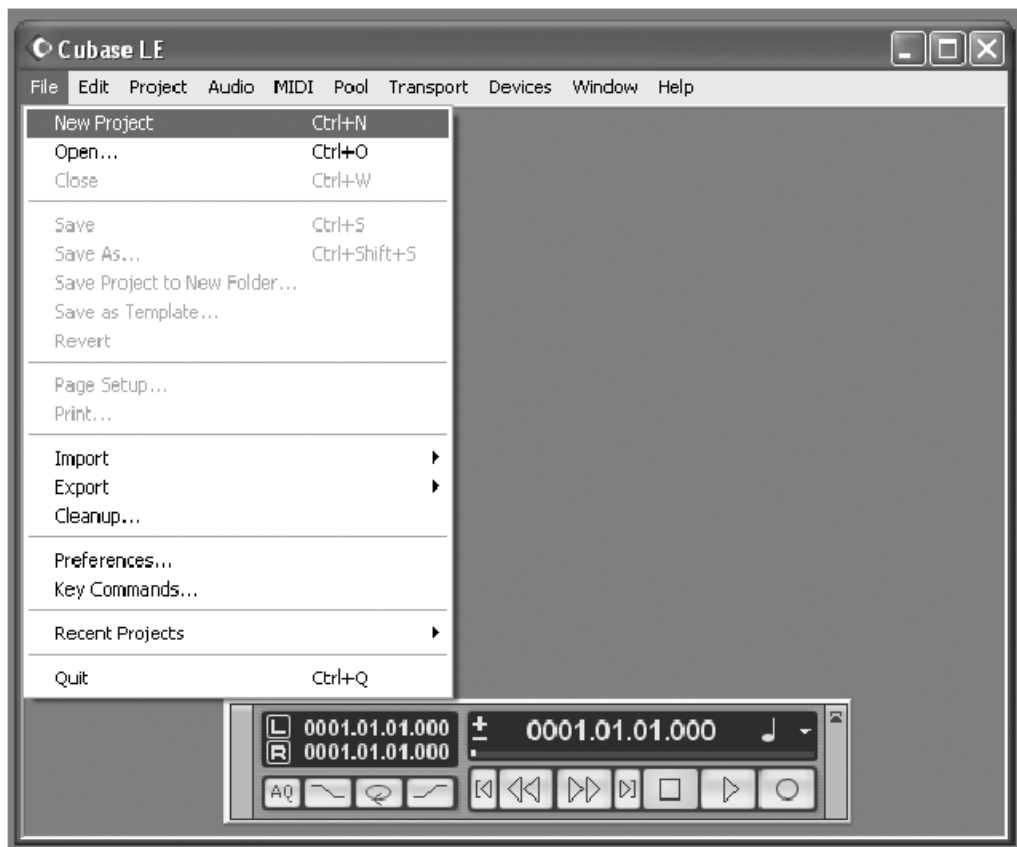 Cubase LE
File Edit Project Audio MIDI Pool Transport Devices Window Help
New Project Ctrl+N
Open... Ctrl+O
Close Ctrl+W
Save Ctrl+S
Save As... Ctrl+Shift+S
Save Project to New Folder...
Save as Template...
Revert
Page Setup...
Print...
Import
Export
Cleanup...
Preferences...
Key Commands...
Recent Projects
Quit Ctrl+Q
L 0001.01.01.000 0001.01.01.000
R 0001.01.01.000
AQ